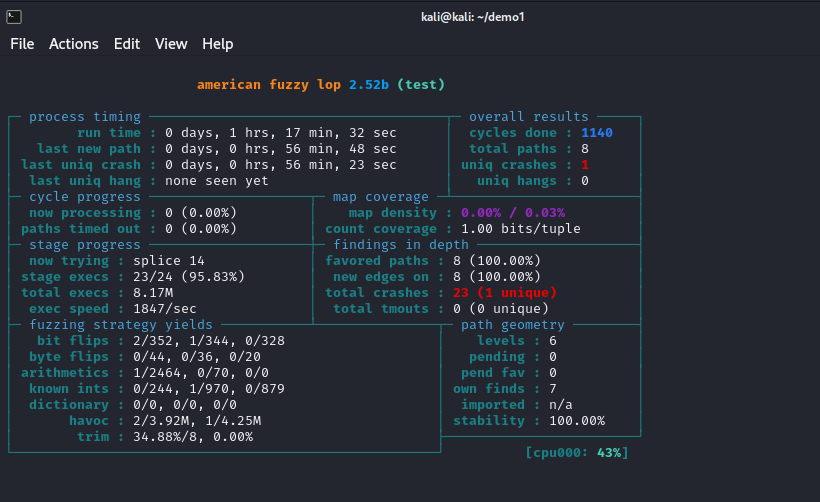 kali@kali: ~/demo1
File Actions Edit View Help
american fuzzy lop 2.52b (test)
process timing overall results
run time : 0 days, 1 hrs, 17 min, 32 sec cycles done : 1140
last new path : 0 days, 0 hrs, 56 min, 48 sec total paths : 8
last uniq crash : 0 days, 0 hrs, 56 min, 23 sec uniq crashes : 1
last uniq hang : none seen yet uniq hangs : 0
cycle progress map coverage
now processing : 0 (0.00%) map density : 0.00% / 0.03%
paths timed out : 0 (0.00%) count coverage : 1.00 bits/tuple
stage progress findings in depth
now trying : splice 14 favored paths : 8 (100.00%)
stage execs : 23/24 (95.83%) new edges on : 8 (100.00%)
total execs : 8.17M total crashes : 23 (1 unique)
exec speed : 1847/sec total tmouts : 0 (0 unique)
fuzzing strategy yields path geometry
bit flips : 2/352, 1/344, 0/328 levels : 6
byte flips : 0/44, 0/36, 0/20 pending : 0
arithmetics : 1/2464, 0/70, 0/0 pend fav : 0
known ints : 0/244, 1/970, 0/879 own finds : 7
dictionary : 0/0, 0/0, 0/0 imported : n/a
havoc : 2/3.92M, 1/4.25M stability : 100.00%
trim : 34.88%/8, 0.00%
[cpu000: 43%]